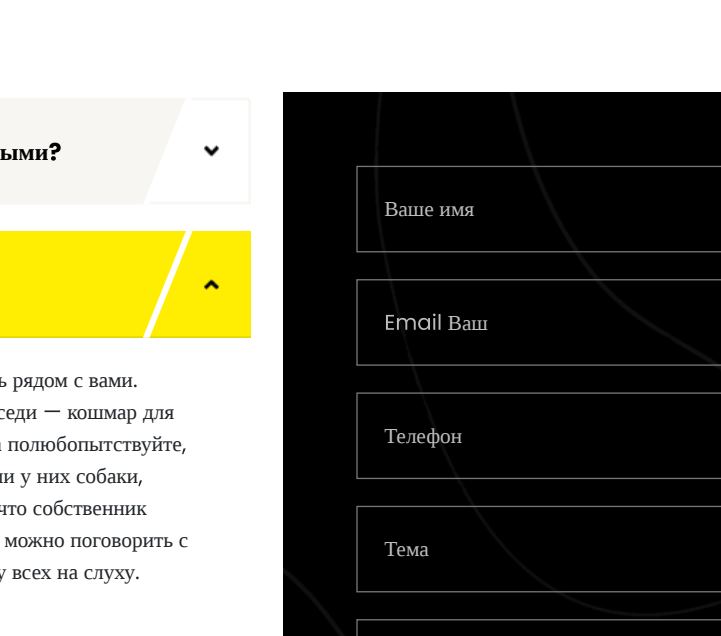 ыми?
ь рядом с вами.
седи — кошмар для
полюбопытствуйте,
ли у них собаки,
что собственник
можно поговорить с
у всех на слуху.
Ваше имя
Email Ваш
Телефон
Тема